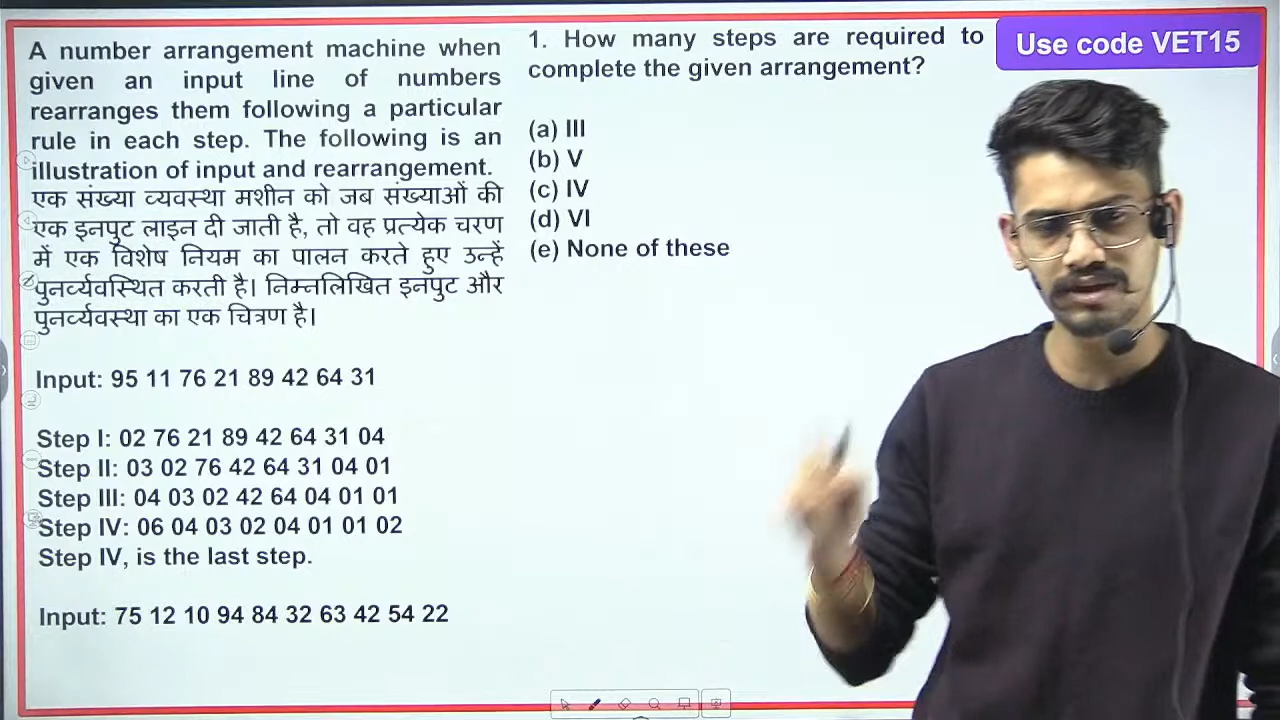 A number arrangement machine when
given an input line of numbers
rearranges them following a particular
rule in each step. The following is an
illustration of input and rearrangement.
एक संख्या व्यवस्था मशीन को जब संख्याओं की
एक इनपुट लाइन दी जाती है, तो वह प्रत्येक चरण
में एक विशेष नियम का पालन करते हुए उन्हें
पुनर्व्यवस्थित करती है। निम्नलिखित इनपुट और
पुनर्व्यवस्था का एक चित्रण है।
Input: 95 11 76 21 89 42 64 31
Step I: 02 76 21 89 42 64 31 04
Step II: 03 02 76 42 64 31 04 01
Step III: 04 03 02 42 64 04 01 01
Step IV: 06 04 03 02 04 01 01 02
Step IV, is the last step.
Input: 75 12 10 94 84 32 63 42 54 22
1. How many steps are required to
complete the given arrangement?
(a) III
(b) V
(c) IV
(d) VI
(e) None of these
Use code VET15